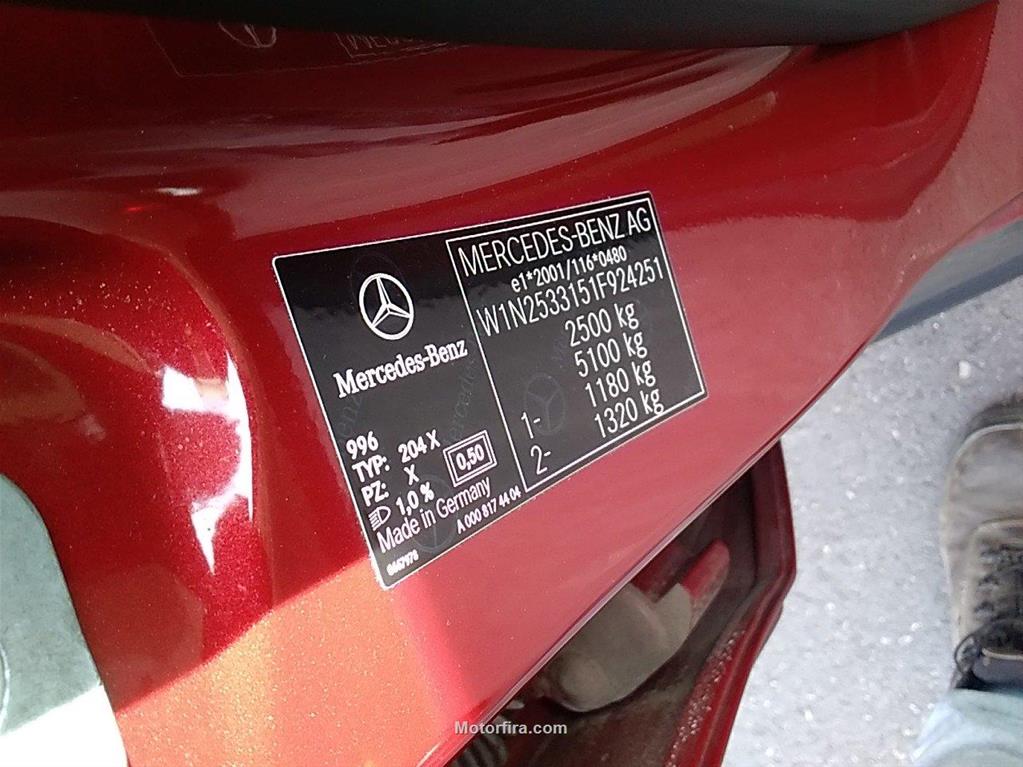 Mercedes-Benz
996
TYP: 204 X
PZ: X
1,0 %
0,50
Made in Germany
A 000 817 44 04
MERCEDES-BENZ AG
e1*2001/116*0480
W1N2533151F924251
2500 kg
5100 kg
1- 1180 kg
2- 1320 kg
Motorfira.com